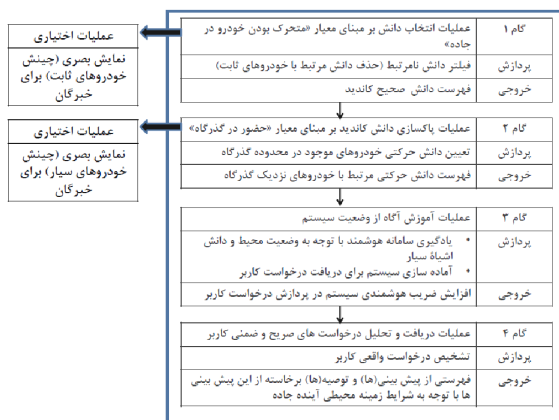 عملیات اختیاری
نمایش بصری (چینش
خودروهای ثابت) برای
خبرگان
عملیات اختیاری
نمایش بصری (چینش
خودروهای سیار) برای
خبرگان
گام ۱
عملیات انتخاب دانش بر مبنای معیار «متحرک بودن خودرو در
جاده»
پردازش
فیلتر دانش نامرتبط (حذف دانش مرتبط با خودروهای ثابت)
خروجی
فهرست دانش صحیح کاندید
گام ۲
عملیات پاکسازی دانش کاندید بر مبنای معیار «حضور در گذرگاه»
پردازش
تعیین دانش حرکتی خودروهای موجود در محدوده گذرگاه
خروجی
فهرست دانش حرکتی مرتبط با خودروهای نزدیک گذرگاه
گام ۳
عملیات آموزش آگاه از وضعیت سیستم
پردازش
• یادگیری سامانه هوشمند با توجه به وضعیت محیط و دانش
اشیاة سیار
• آماده سازی سیستم برای دریافت درخواست کاربر
خروجی
افزایش ضریب هوشمندی سیستم در پردازش درخواست کاربر
گام ۴
عملیات دریافت و تحلیل درخواست های صریح و ضمنی کاربر
پردازش
تشخیص درخواست واقعی کاربر
خروجی
فهرستی از پیش بینی(ها) و توصیه(ها) برخاسته از این پیش بینی
ها با توجه به شرایط زمینه محیطی آینده جاده